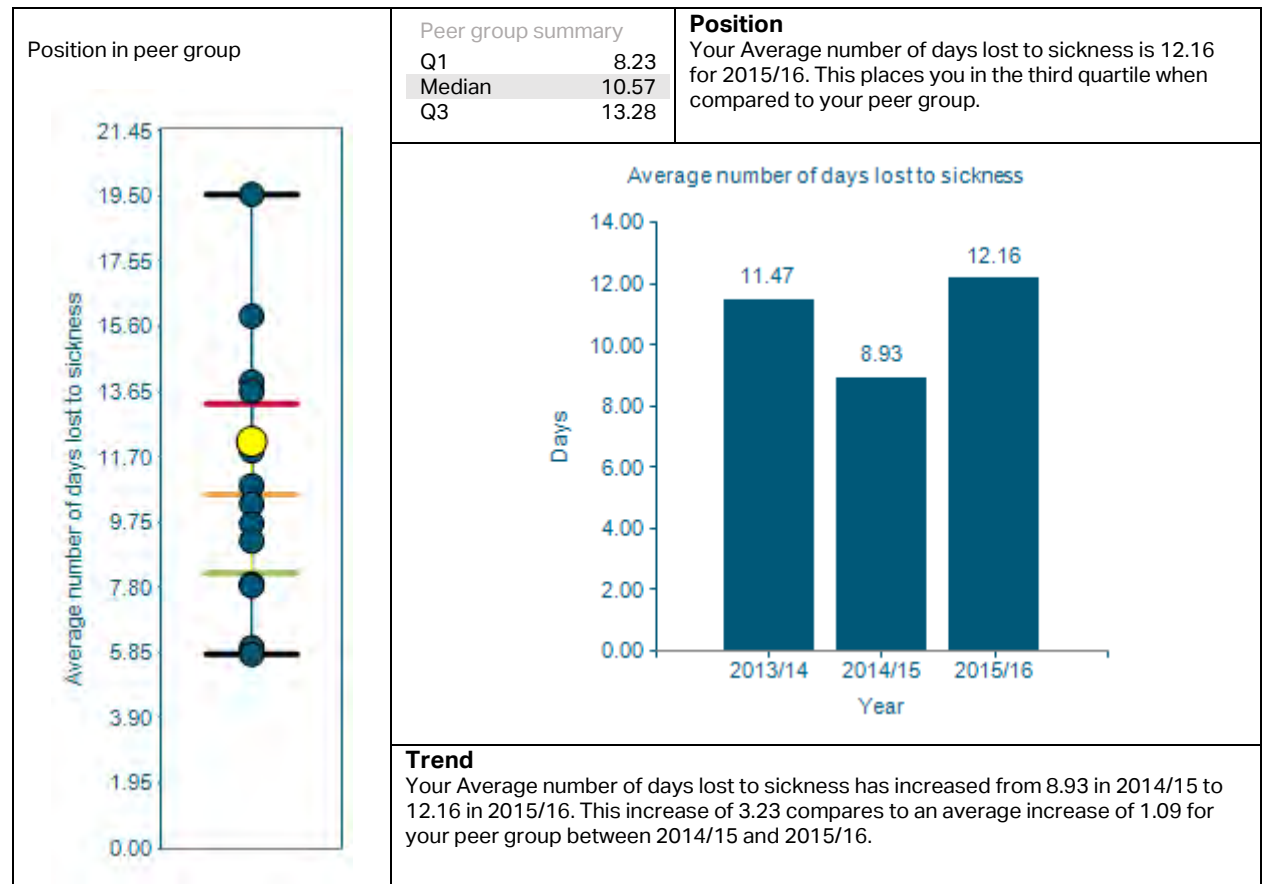 Position in peer group
21.45
19.50
17.55
15.60
13.65
11.70
9.75
7.80
5.85
3.90
1.95
0.00
Average number of days lost to sickness
Peer group summary
Q1 8.23
Median 10.57
Q3 13.28
Position
Your Average number of days lost to sickness is 12.16
for 2015/16. This places you in the third quartile when
compared to your peer group.
Average number of days lost to sickness
14.00
12.00
10.00
8.00
6.00
4.00
2.00
0.00
Days
11.47
8.93
12.16
2013/14 2014/15 2015/16
Year
Trend
Your Average number of days lost to sickness has increased from 8.93 in 2014/15 to
12.16 in 2015/16. This increase of 3.23 compares to an average increase of 1.09 for
your peer group between 2014/15 and 2015/16.